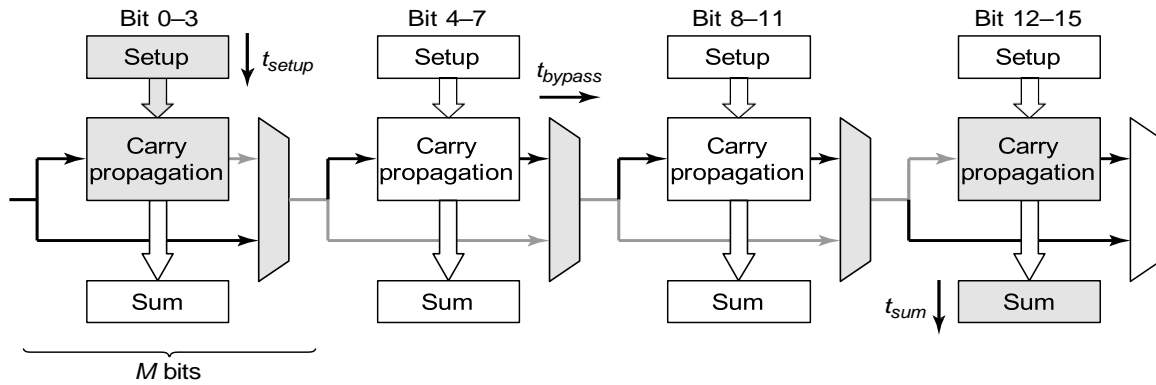 Bit 0–3
Bit 4–7
Bit 8–11
Bit 12–15
Setup
t_setup
Setup
t_bypass
Setup
Setup
Carry
propagation
Carry
propagation
Carry
propagation
Carry
propagation
Sum
Sum
Sum
t_sum
Sum
M bits